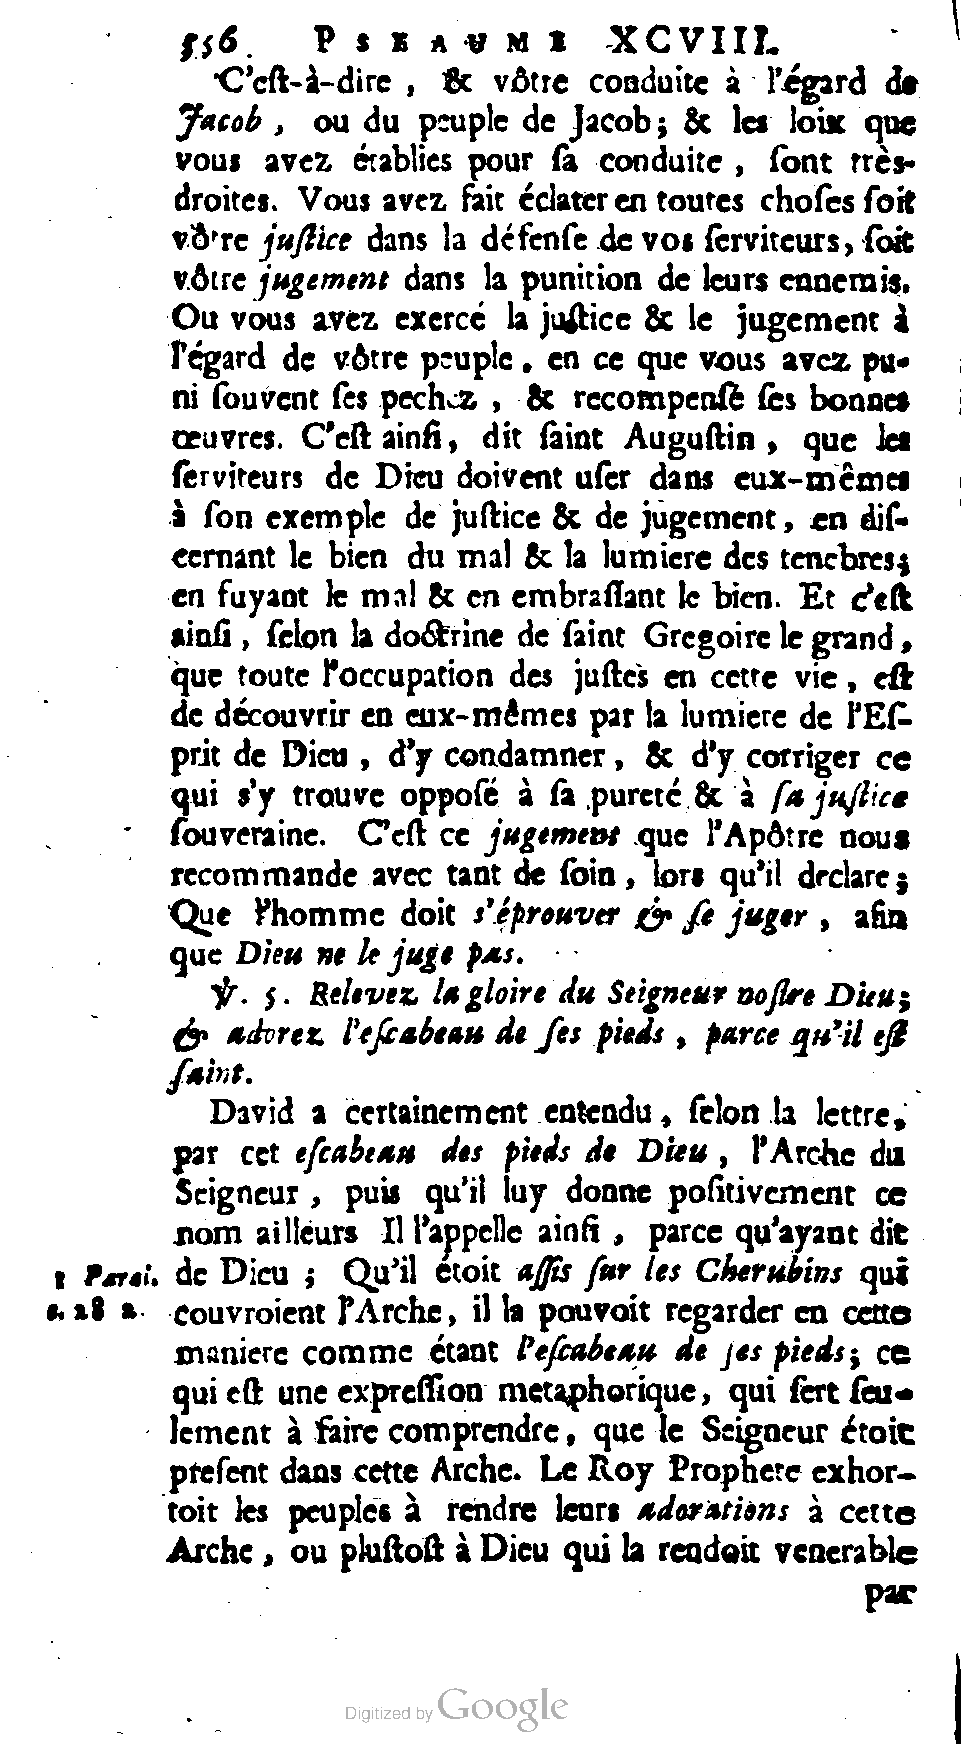 556. PSEAUME XCVIII.
C'eſt-à-dire, & vôtre conduite à l'égard de
Jacob, ou du peuple de Jacob; & les loix que
vous avez établies pour ſa conduite, ſont très-
droites. Vous avez fait éclater en toutes choſes ſoit
vôtre juſtice dans la défenſe de vos ſerviteurs, ſoit
vôtre jugement dans la punition de leurs ennemis.
Ou vous avez exercé la juſtice & le jugement à
l'égard de vôtre peuple, en ce que vous avez pu-
ni ſouvent ſes pechez, & recompenſé ſes bonnes
œuvres. C'eſt ainſi, dit ſaint Auguſtin, que les
ſerviteurs de Dieu doivent uſer dans eux-mêmes
à ſon exemple de juſtice & de jugement, en diſ-
cernant le bien du mal & la lumiere des tenebres;
en fuyant le mal & en embraſſant le bien. Et c'eſt
ainſi, ſelon la doctrine de ſaint Gregoire le grand,
que toute l'occupation des juſtes en cette vie, eſt
de découvrir en eux-mêmes par la lumiere de l'Eſ-
prit de Dieu, d'y condamner, & d'y corriger ce
qui s'y trouve oppoſé à ſa pureté & à ſa juſtice
ſouveraine. C'eſt ce jugement que l'Apôtre nous
recommande avec tant de ſoin, lors qu'il declare;
Que l'homme doit s'éprouver & ſe juger, afin
que Dieu ne le juge pas.
℣. 5. Relevez la gloire du Seigneur noſtre Dieu;
& adorez l'eſcabeau de ſes pieds, parce qu'il eſt
ſaint.
David a certainement entendu, ſelon la lettre,
par cet eſcabeau des pieds de Dieu, l'Arche du
Seigneur, puis qu'il luy donne poſitivement ce
nom ailleurs Il l'appelle ainſi, parce qu'ayant dit
1 Paral. de Dieu; Qu'il étoit aſſis ſur les Cherubins qui
c. 28 2. couvroient l'Arche, il la pouvoit regarder en cette
maniere comme étant l'eſcabeau de ſes pieds; ce
qui eſt une expreſſion metaphorique, qui ſert ſeu-
lement à faire comprendre, que le Seigneur étoit
preſent dans cette Arche. Le Roy Prophete exhor-
toit les peuples à rendre leurs adorations à cette
Arche, ou pluſtoſt à Dieu qui la rendoit venerable
par
Digitized by Google